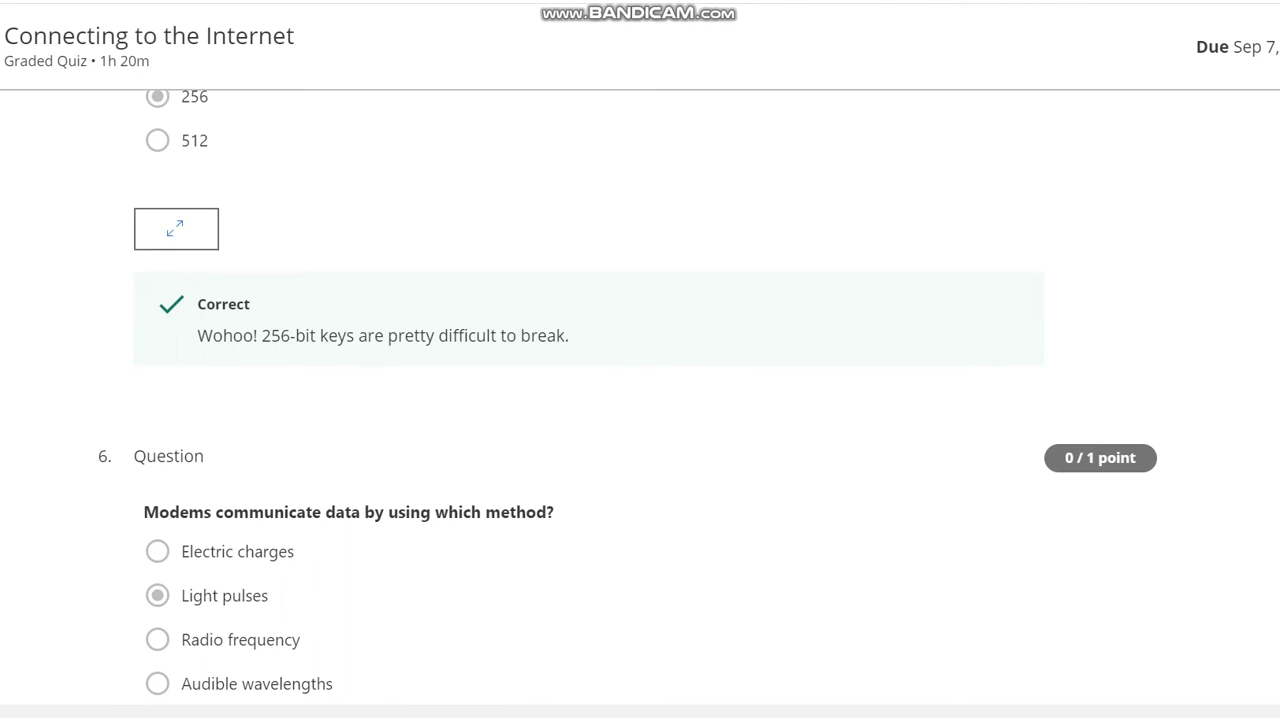 www.BANDICAM.com
Connecting to the Internet
Graded Quiz • 1h 20m
Due Sep 7,
256
512
Correct
Wohoo! 256-bit keys are pretty difficult to break.
6. Question
0 / 1 point
Modems communicate data by using which method?
Electric charges
Light pulses
Radio frequency
Audible wavelengths